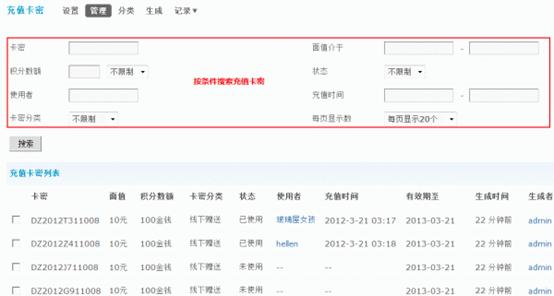 充值卡密 设置 管理 分类 生成 记录▼
卡密 面值介于 -
积分数额 不限制 状态 不限制
按条件搜索充值卡密
使用者 充值时间 -
卡密分类 不限制 每页显示数 每页显示20个
搜索
充值卡密列表
卡密 面值 积分数额 卡密分类 状态 使用者 充值时间 有效期至 生成时间 生成者
DZ2012T311008 10元 100金钱 线下赠送 已使用 玻璃屋女孩 2012-3-21 03:17 2013-03-21 22 分钟前 admin
DZ2012Z411008 10元 100金钱 线下赠送 已使用 hellen 2012-3-21 03:18 2013-03-21 22 分钟前 admin
DZ2012J711008 10元 100金钱 线下赠送 未使用 -- -- 2013-03-21 22 分钟前 admin
DZ2012G911008 10元 100金钱 线下赠送 未使用 -- -- 2013-03-21 22 分钟前 admin